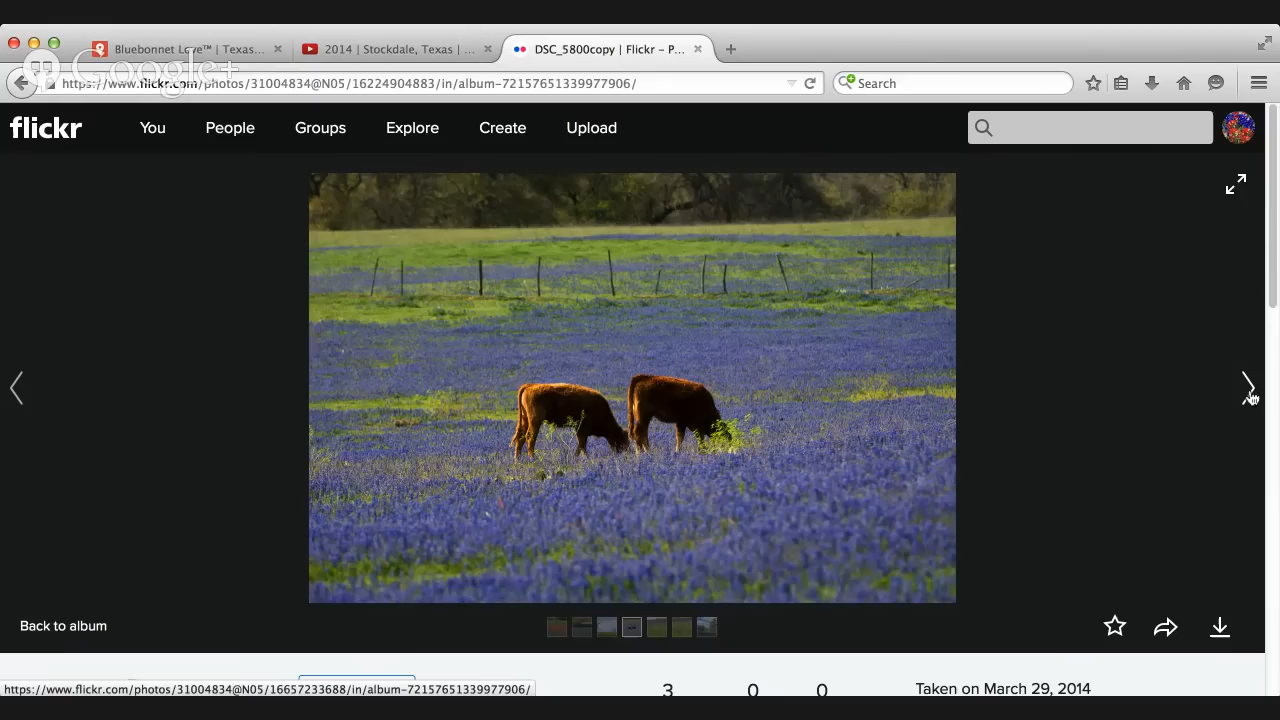 Bluebonnet Love™ | Texas...
2014 | Stockdale, Texas | ...
DSC_5800copy | Flickr – P...
Google+
https://www.flickr.com/photos/31004834@N05/16224904883/in/album-72157651339977906/
Search
flickr
You
People
Groups
Explore
Create
Upload
Back to album
https://www.flickr.com/photos/31004834@N05/16657233688/in/album-72157651339977906/
3
0
0
Taken on March 29, 2014